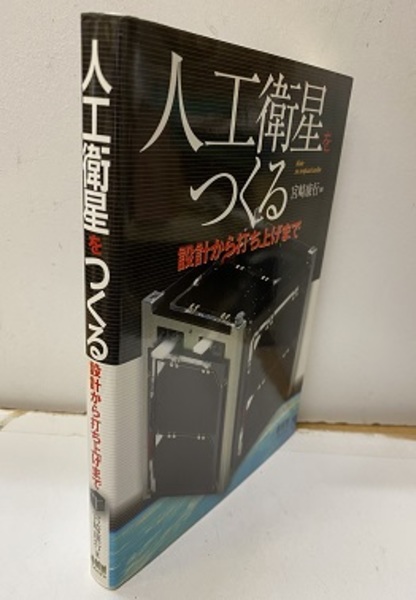 人工衛星を
つくる
宮崎康行 著
設計から打ち上げまで
人工衛星をつくる 設計から打ち上げまで